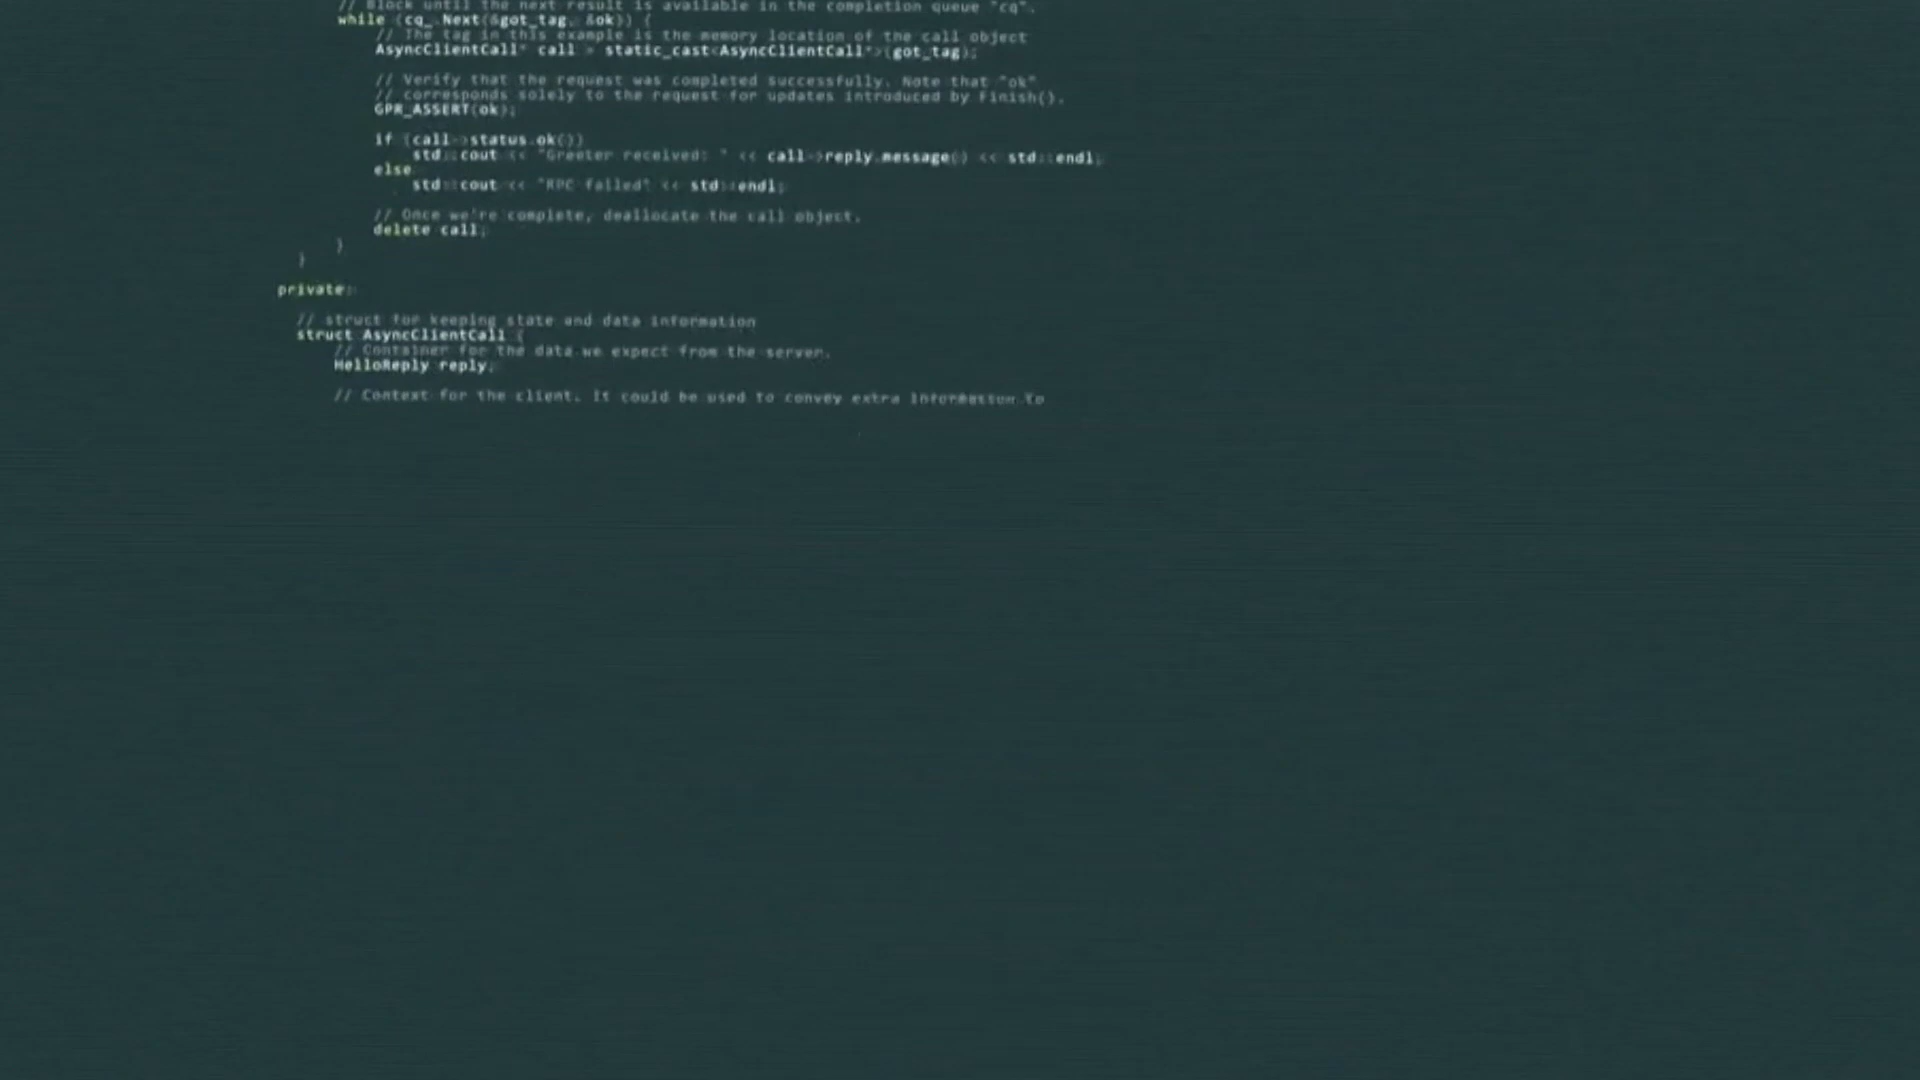 // Block until the next result is available in the completion queue "cq".
while (cq_.Next(&got_tag, &ok)) {
// The tag in this example is the memory location of the call object
AsyncClientCall* call = static_cast<AsyncClientCall*>(got_tag);
// Verify that the request was completed successfully. Note that "ok"
// corresponds solely to the request for updates introduced by Finish().
GPR_ASSERT(ok);
if (call->status.ok())
std::cout << "Greeter received: " << call->reply.message() << std::endl;
else
std::cout << "RPC failed" << std::endl;
// Once we're complete, deallocate the call object.
delete call;
}
}
private:
// struct for keeping state and data information
struct AsyncClientCall {
// Container for the data we expect from the server.
HelloReply reply;
// Context for the client. It could be used to convey extra information to